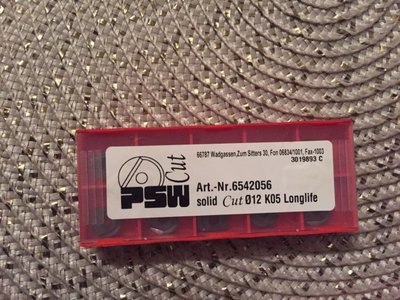 66787 Wadgassen,Zum Sitters 30, Fon 06834/1001, Fax-1003
3019893 C
Cut
PSW
Art.-Nr.6542056
solid Cut Ø12 K05 Longlife